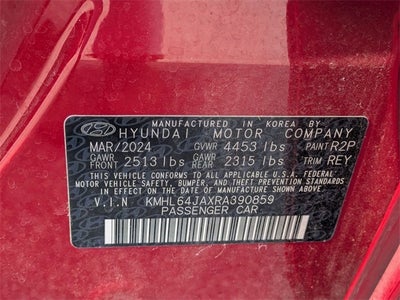 MANUFACTURED IN KOREA BY
HYUNDAI MOTOR COMPANY
MAR/2024 GVWR 4453 lbs PAINT R2P
GAWR FRONT 2513 lbs GAWR REAR 2315 lbs TRIM REY
THIS VEHICLE CONFORMS TO ALL APPLICABLE U.S.A. FEDERAL
MOTOR VEHICLE SAFETY, BUMPER, AND THEFT PREVENTION STANDARDS
IN EFFECT ON THE DATE OF MANUFACTURE SHOWN ABOVE.
V.I.N KMHL64JAXRA390859
PASSENGER CAR